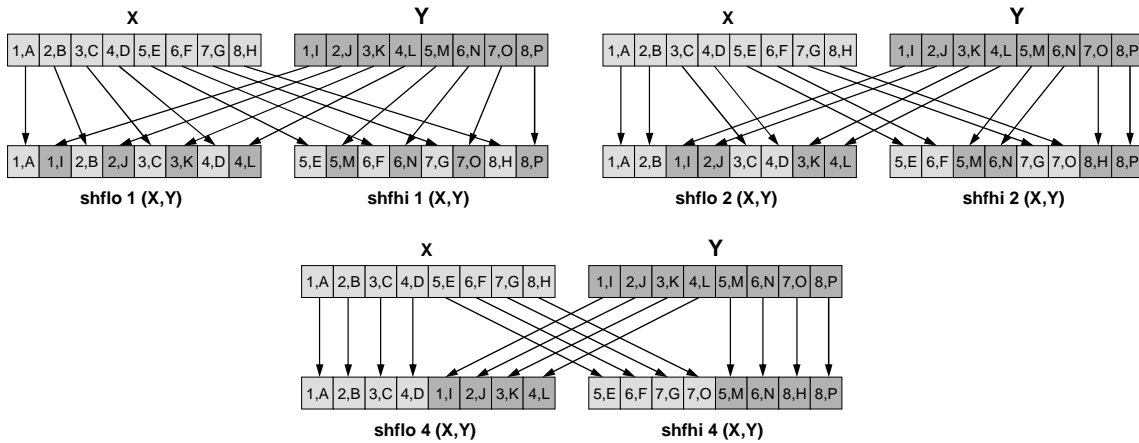 X Y X Y
1,A 2,B 3,C 4,D 5,E 6,F 7,G 8,H 1,I 2,J 3,K 4,L 5,M 6,N 7,O 8,P 1,A 2,B 3,C 4,D 5,E 6,F 7,G 8,H 1,I 2,J 3,K 4,L 5,M 6,N 7,O 8,P
1,A 1,I 2,B 2,J 3,C 3,K 4,D 4,L 5,E 5,M 6,F 6,N 7,G 7,O 8,H 8,P 1,A 2,B 1,I 2,J 3,C 4,D 3,K 4,L 5,E 6,F 5,M 6,N 7,G 7,O 8,H 8,P
shflo 1 (X,Y) shfhi 1 (X,Y) shflo 2 (X,Y) shfhi 2 (X,Y)
X Y
1,A 2,B 3,C 4,D 5,E 6,F 7,G 8,H 1,I 2,J 3,K 4,L 5,M 6,N 7,O 8,P
1,A 2,B 3,C 4,D 1,I 2,J 3,K 4,L 5,E 6,F 7,G 7,O 5,M 6,N 8,H 8,P
shflo 4 (X,Y) shfhi 4 (X,Y)